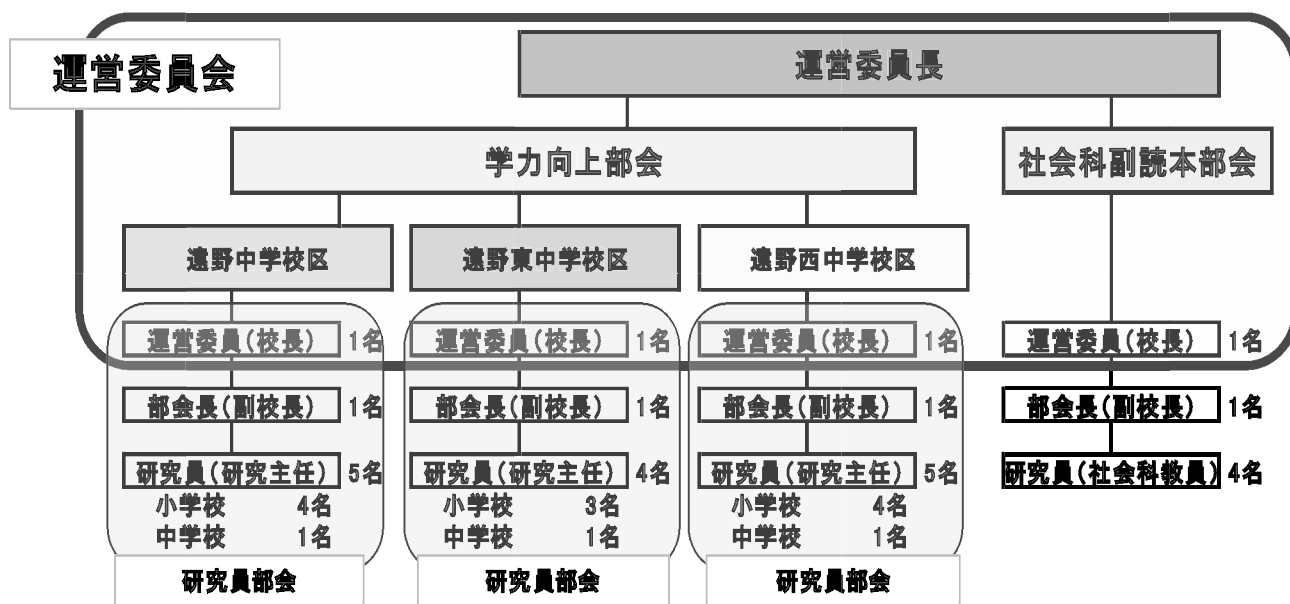 運営委員会
運営委員長
学力向上部会
社会科副読本部会
遠野中学校区
遠野東中学校区
遠野西中学校区
運営委員(校長) 1名
運営委員(校長) 1名
運営委員(校長) 1名
運営委員(校長) 1名
部会長(副校長) 1名
部会長(副校長) 1名
部会長(副校長) 1名
部会長(副校長) 1名
研究員(研究主任) 5名
研究員(研究主任) 4名
研究員(研究主任) 5名
研究員(社会科教員) 4名
小学校 4名
小学校 3名
小学校 4名
中学校 1名
中学校 1名
中学校 1名
研究員部会
研究員部会
研究員部会